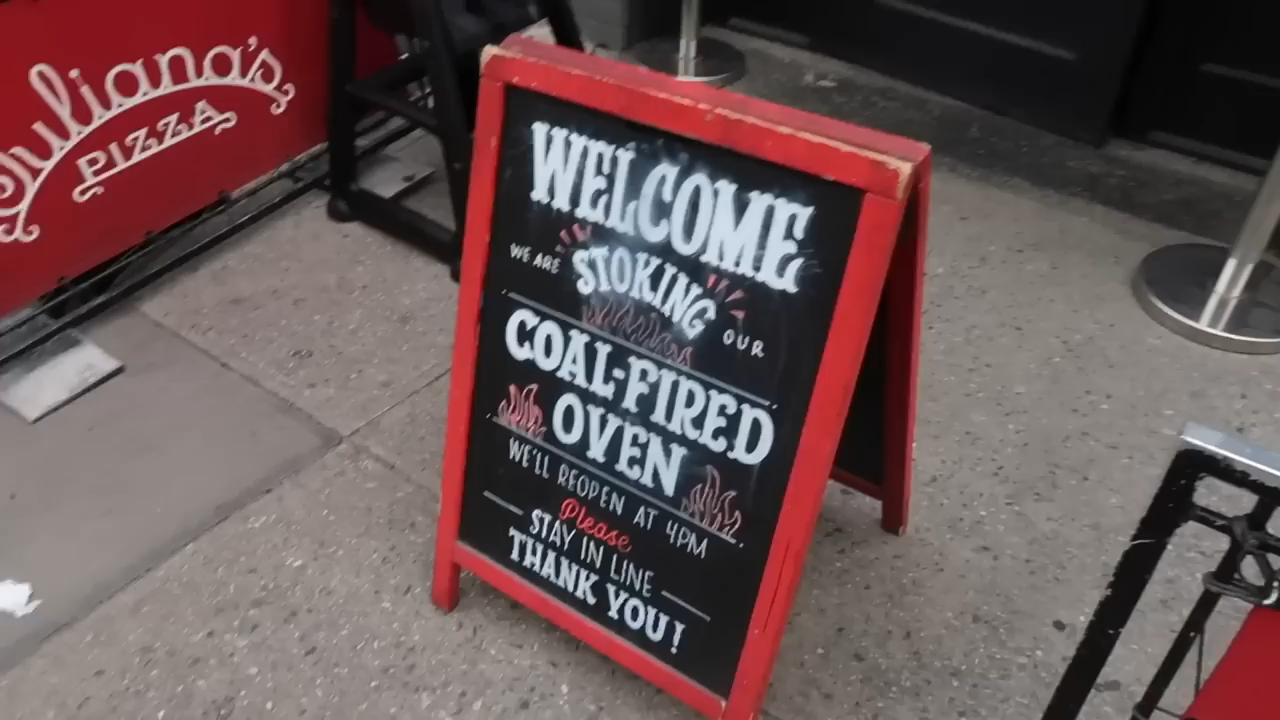 Juliana's
PIZZA
WELCOME
WE ARE STOKING OUR
COAL-FIRED
OVEN
WE'LL REOPEN AT 4PM
Please
STAY IN LINE
THANK YOU!